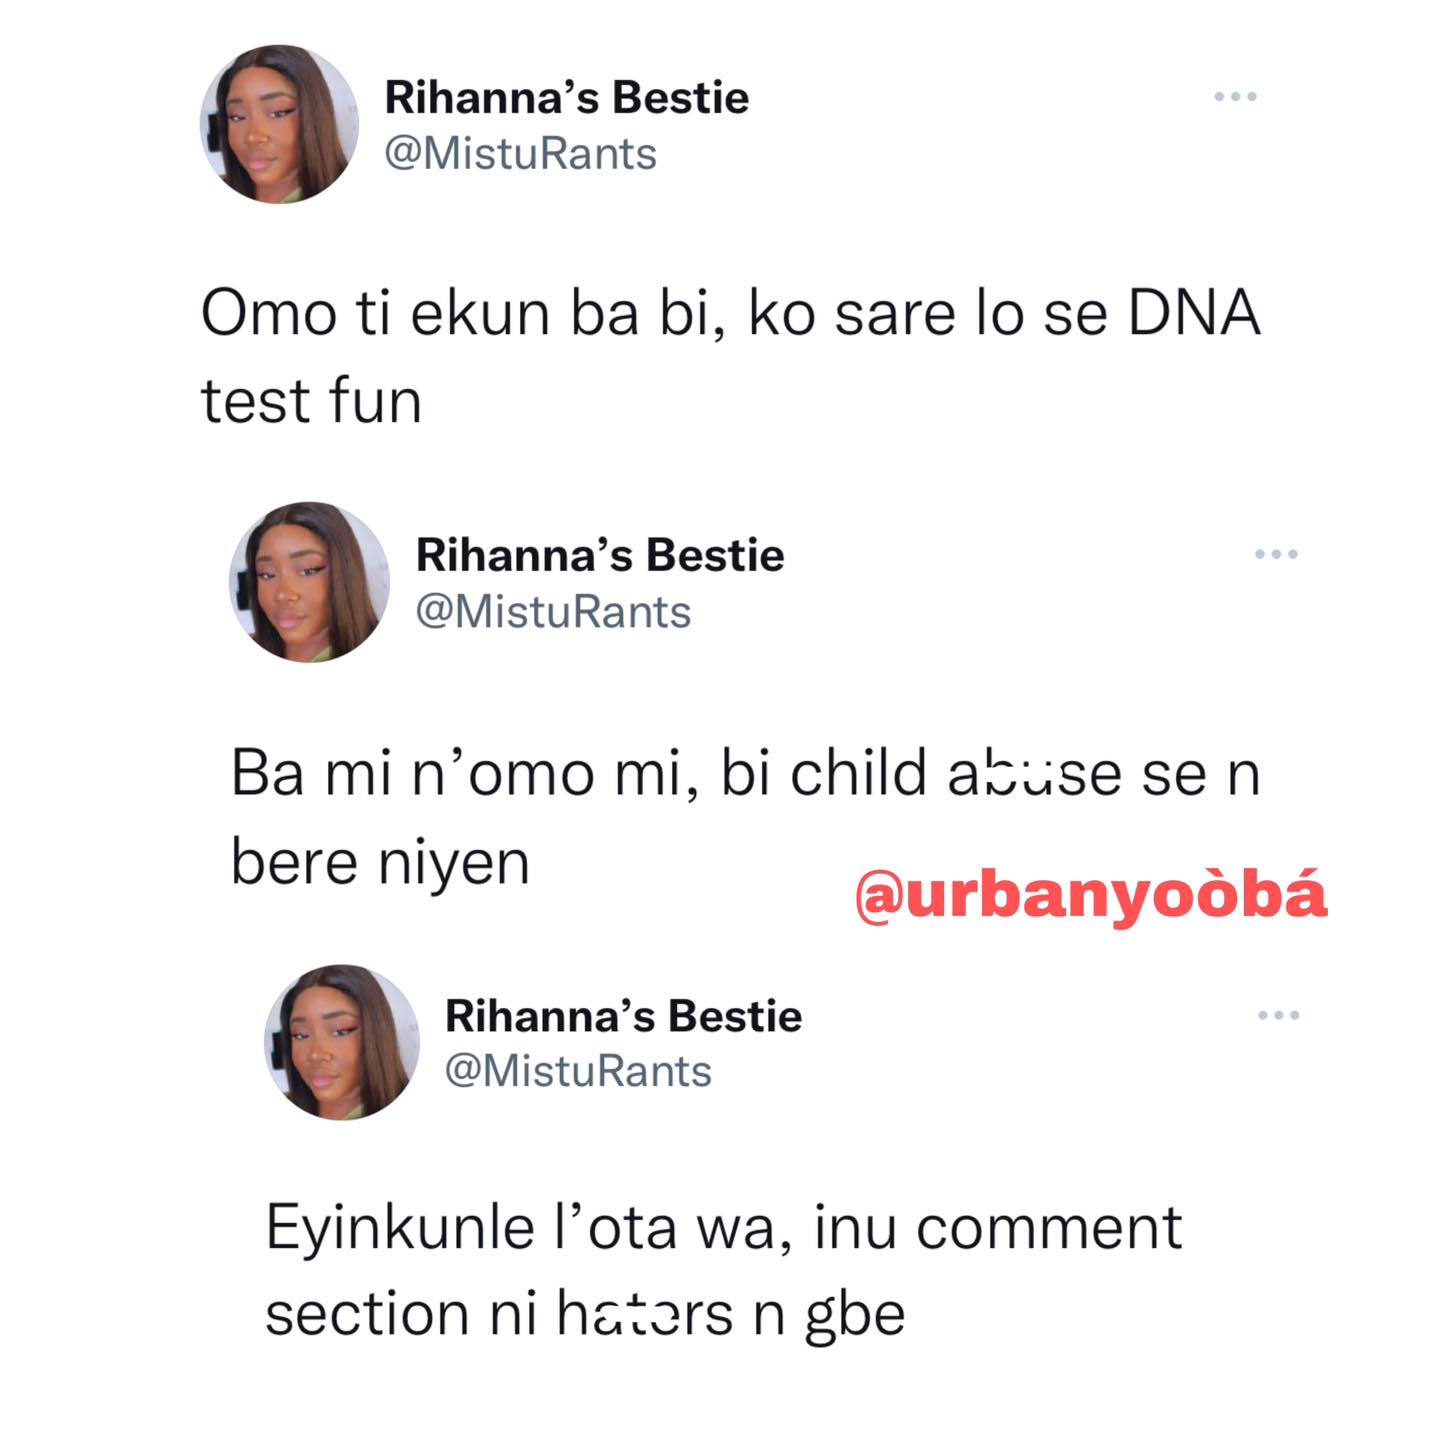 Rihanna’s Bestie
@MistuRants
Omo ti ekun ba bi, ko sare lo se DNA
test fun
Rihanna’s Bestie
@MistuRants
Ba mi n’omo mi, bi child abuse se n
bere niyen
@urbanyoòbá
Rihanna’s Bestie
@MistuRants
Eyinkunle l’ota wa, inu comment
section ni haters n gbe